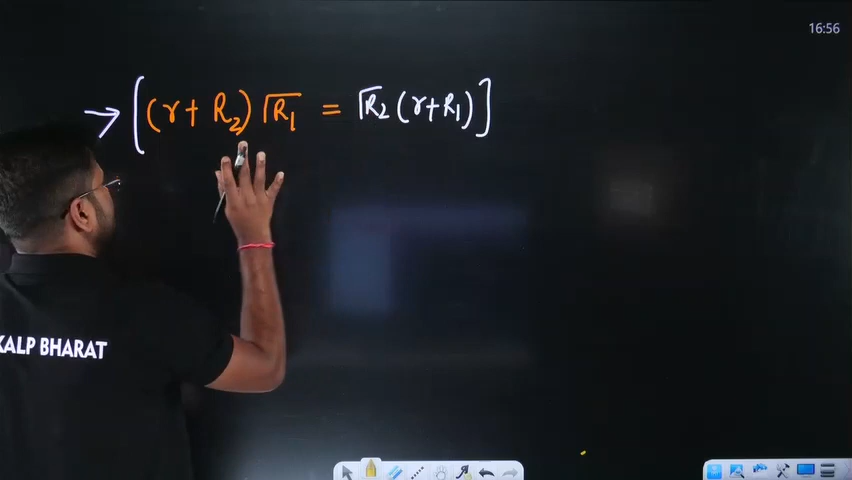 16:56
→ [(r + R₂) √R₁ = √R₂ (r+R₁)]
KALP BHARAT